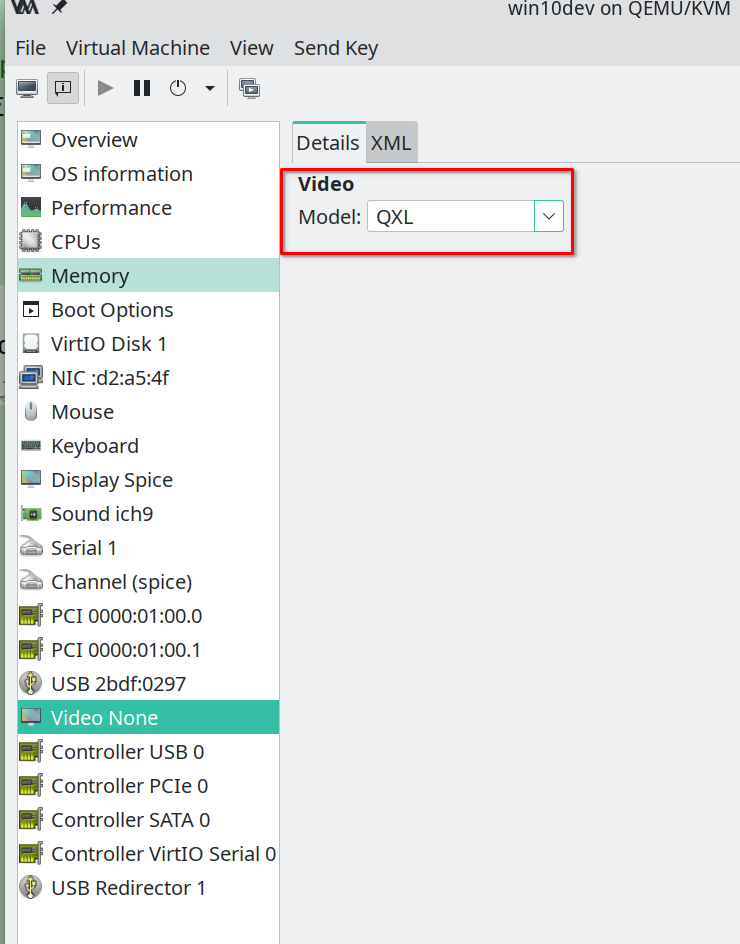 win10dev on QEMU/KVM
File Virtual Machine View Send Key
Overview
OS information
Performance
CPUs
Memory
Boot Options
VirtIO Disk 1
NIC :d2:a5:4f
Mouse
Keyboard
Display Spice
Sound ich9
Serial 1
Channel (spice)
PCI 0000:01:00.0
PCI 0000:01:00.1
USB 2bdf:0297
Video None
Controller USB 0
Controller PCIe 0
Controller SATA 0
Controller VirtIO Serial 0
USB Redirector 1
Details XML
Video
Model: QXL